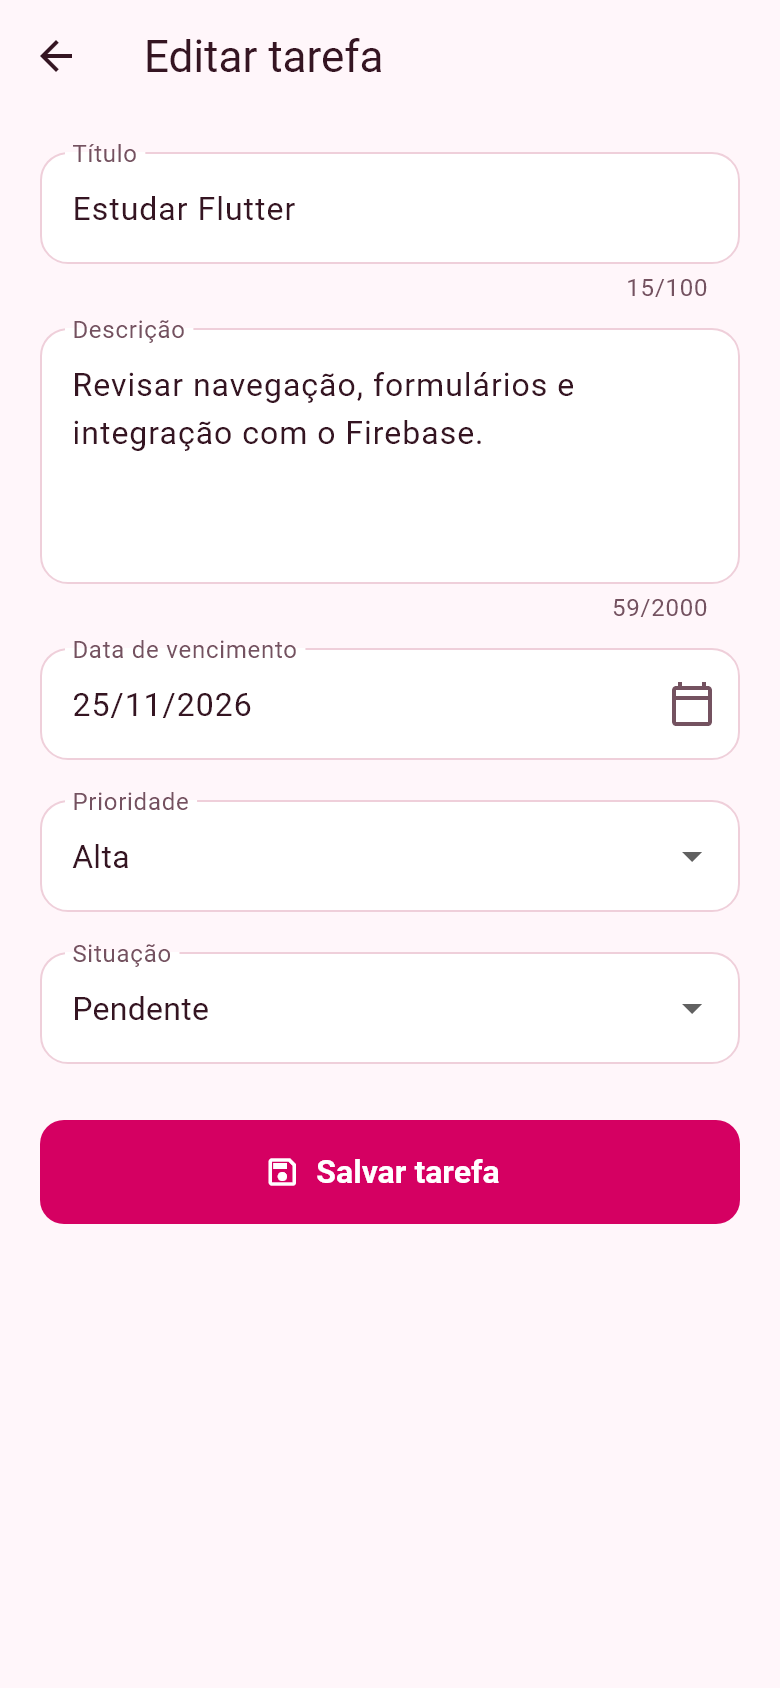 Editar tarefa
Título
Estudar Flutter
15/100
Descrição
Revisar navegação, formulários e
integração com o Firebase.
59/2000
Data de vencimento
25/11/2026
Prioridade
Alta
Situação
Pendente
Salvar tarefa